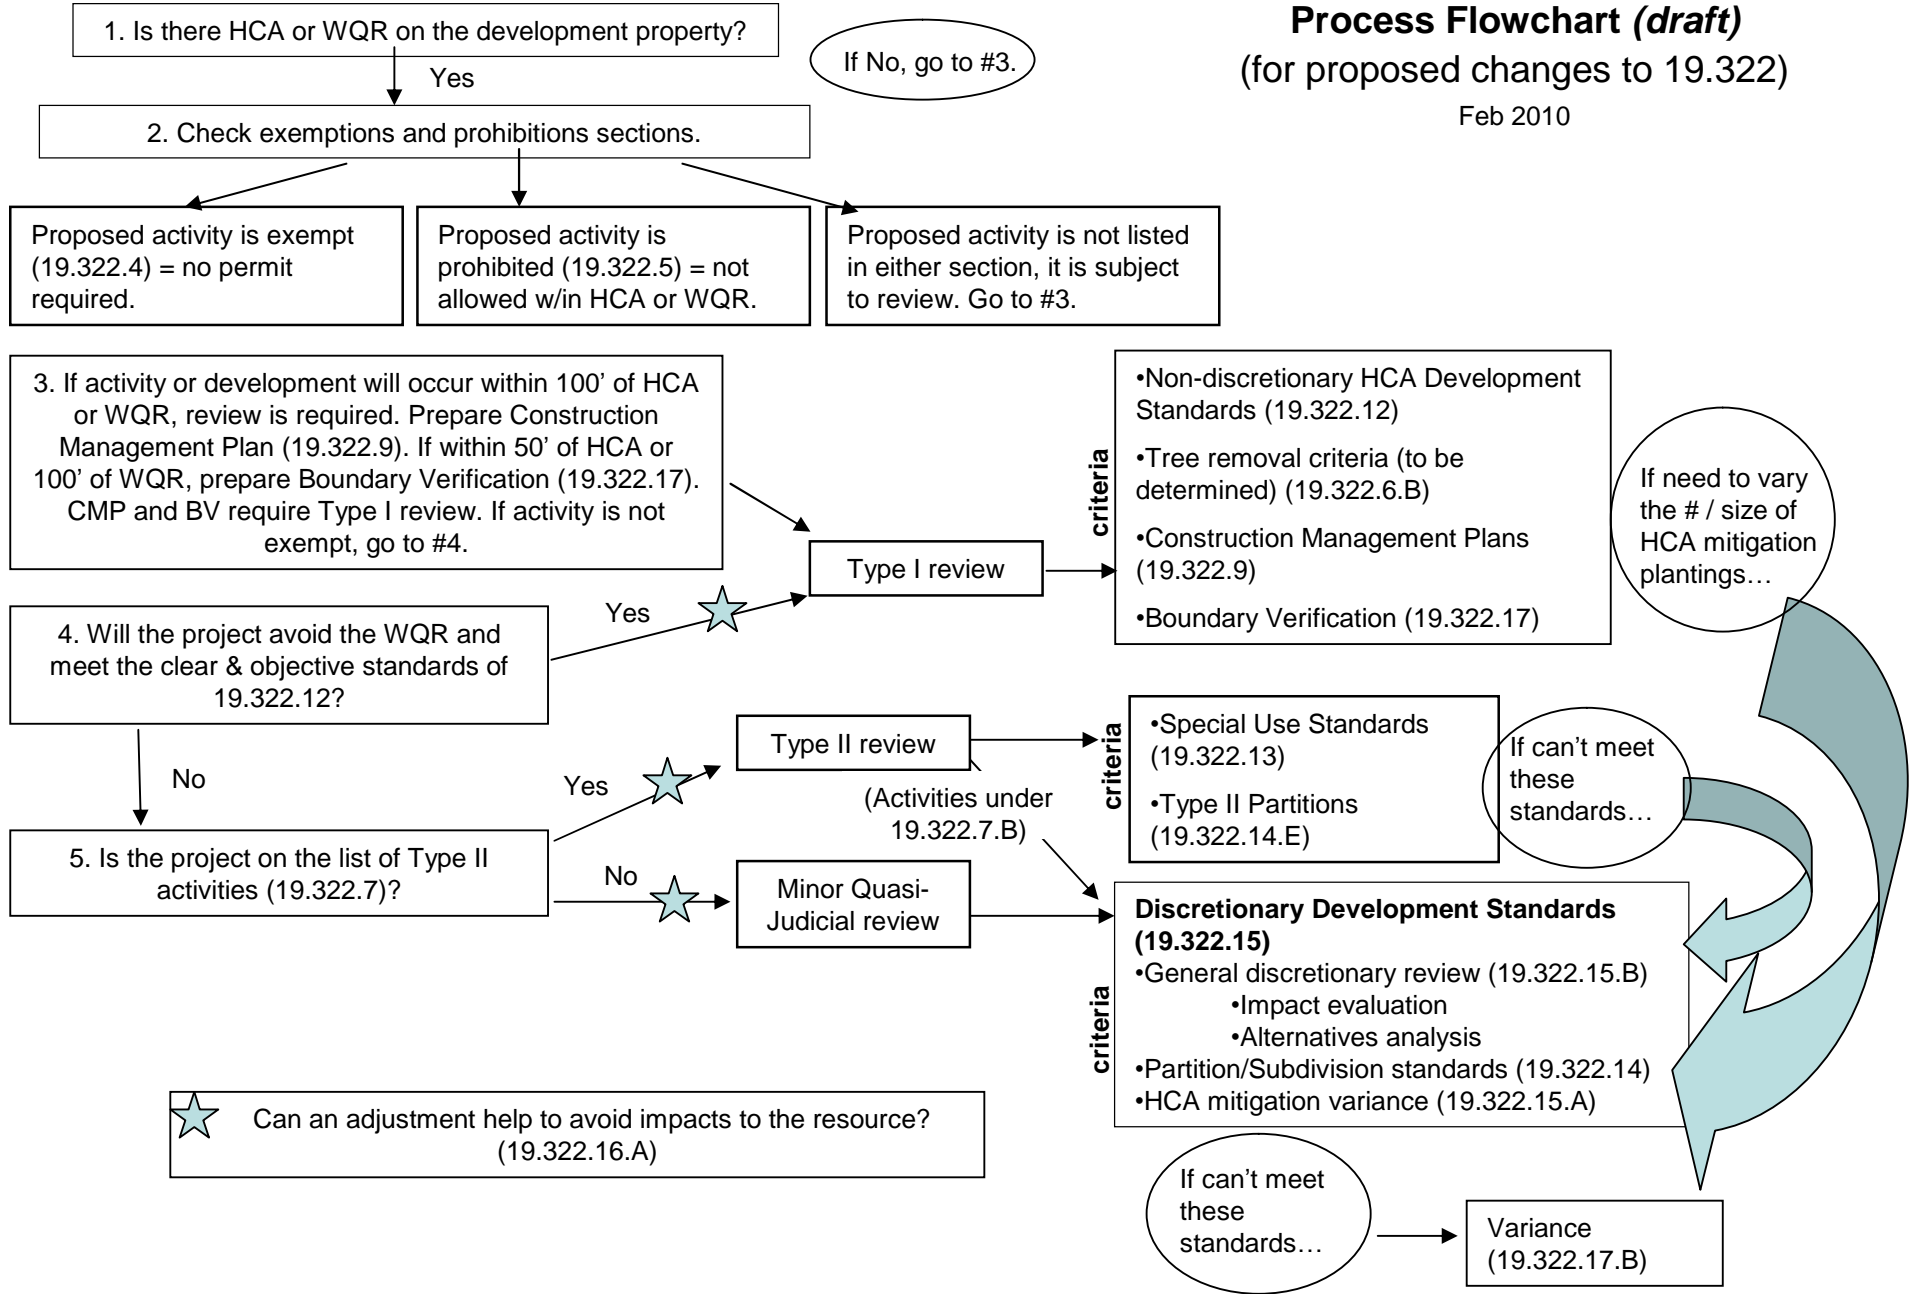 Process Flowchart (draft)
(for proposed changes to 19.322)
Feb 2010
1. Is there HCA or WQR on the development property?
If No, go to #3.
Yes
2. Check exemptions and prohibitions sections.
Proposed activity is exempt
(19.322.4) = no permit
required.
Proposed activity is
prohibited (19.322.5) = not
allowed w/in HCA or WQR.
Proposed activity is not listed
in either section, it is subject
to review. Go to #3.
3. If activity or development will occur within 100’ of HCA
or WQR, review is required. Prepare Construction
Management Plan (19.322.9). If within 50’ of HCA or
100’ of WQR, prepare Boundary Verification (19.322.17).
CMP and BV require Type I review. If activity is not
exempt, go to #4.
Type I review
criteria
•Non-discretionary HCA Development
Standards (19.322.12)
•Tree removal criteria (to be
determined) (19.322.6.B)
•Construction Management Plans
(19.322.9)
•Boundary Verification (19.322.17)
If need to vary
the # / size of
HCA mitigation
plantings…
4. Will the project avoid the WQR and
meet the clear & objective standards of
19.322.12?
Yes
No
Type II review
(Activities under
19.322.7.B)
criteria
•Special Use Standards
(19.322.13)
•Type II Partitions
(19.322.14.E)
If can’t meet
these
standards…
5. Is the project on the list of Type II
activities (19.322.7)?
Yes
No
Minor Quasi-
Judicial review
criteria
Discretionary Development Standards
(19.322.15)
•General discretionary review (19.322.15.B)
•Impact evaluation
•Alternatives analysis
•Partition/Subdivision standards (19.322.14)
•HCA mitigation variance (19.322.15.A)
Can an adjustment help to avoid impacts to the resource?
(19.322.16.A)
If can’t meet
these
standards…
Variance
(19.322.17.B)